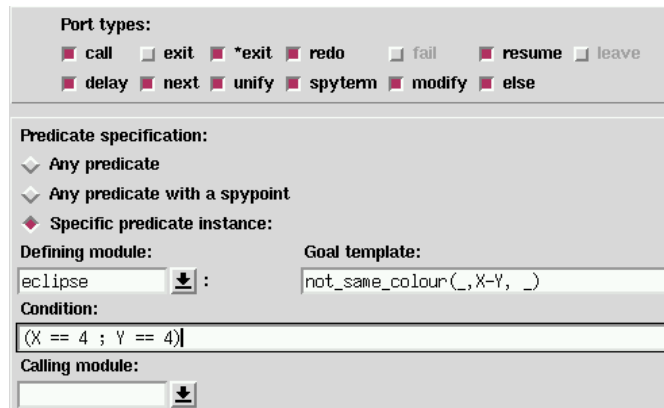 Port types:
call exit *exit redo fail resume leave
delay next unify spyterm modify else
Predicate specification:
Any predicate
Any predicate with a spypoint
Specific predicate instance:
Defining module: Goal template:
eclipse : not_same_colour(_,X-Y, _)
Condition:
(X == 4 ; Y == 4)
Calling module: